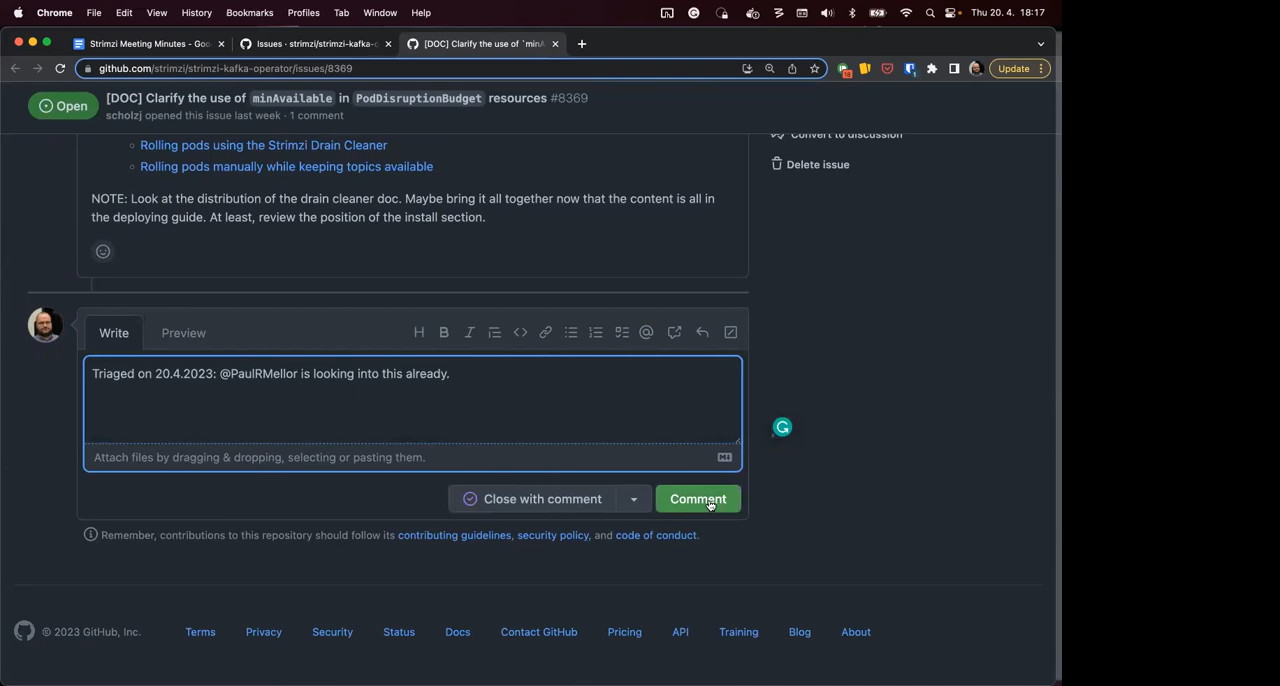 Chrome File Edit View History Bookmarks Profiles Tab Window Help Thu 20. 4. 18:17
Strimzi Meeting Minutes - Goo Issues · strimzi/strimzi-kafka-o [DOC] Clarify the use of `minA
github.com/strimzi/strimzi-kafka-operator/issues/8369 18 Update
Open [DOC] Clarify the use of minAvailable in PodDisruptionBudget resources #8369
scholzj opened this issue last week · 1 comment
Convert to discussion
Rolling pods using the Strimzi Drain Cleaner
Delete issue
Rolling pods manually while keeping topics available
NOTE: Look at the distribution of the drain cleaner doc. Maybe bring it all together now that the content is all in
the deploying guide. At least, review the position of the install section.
Write Preview
Triaged on 20.4.2023: @PaulRMellor is looking into this already.
Attach files by dragging & dropping, selecting or pasting them.
Close with comment Comment
Remember, contributions to this repository should follow its contributing guidelines, security policy, and code of conduct.
© 2023 GitHub, Inc. Terms Privacy Security Status Docs Contact GitHub Pricing API Training Blog About